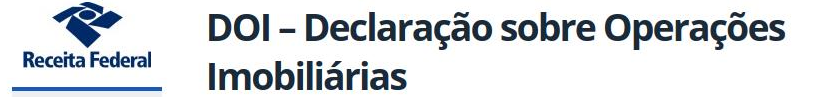 Receita Federal
DOI – Declaração sobre Operações
Imobiliárias